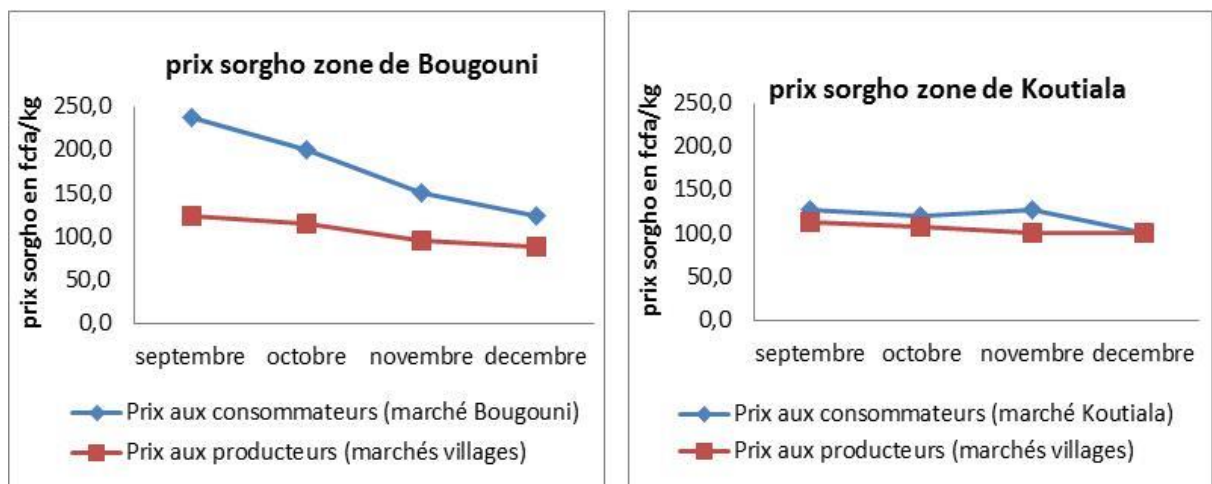 prix sorgho zone de Bougouni
prix sorgho en fcfa/kg
250,0
200,0
150,0
100,0
50,0
0,0
septembre octobre novembre decembre
Prix aux consommateurs (marché Bougouni)
Prix aux producteurs (marchés villages)
prix sorgho zone de Koutiala
prix sorgho en fcfa/kg
250,0
200,0
150,0
100,0
50,0
0,0
septembre octobre novembre decembre
Prix aux consommateurs (marché Koutiala)
Prix aux producteurs (marchés villages)